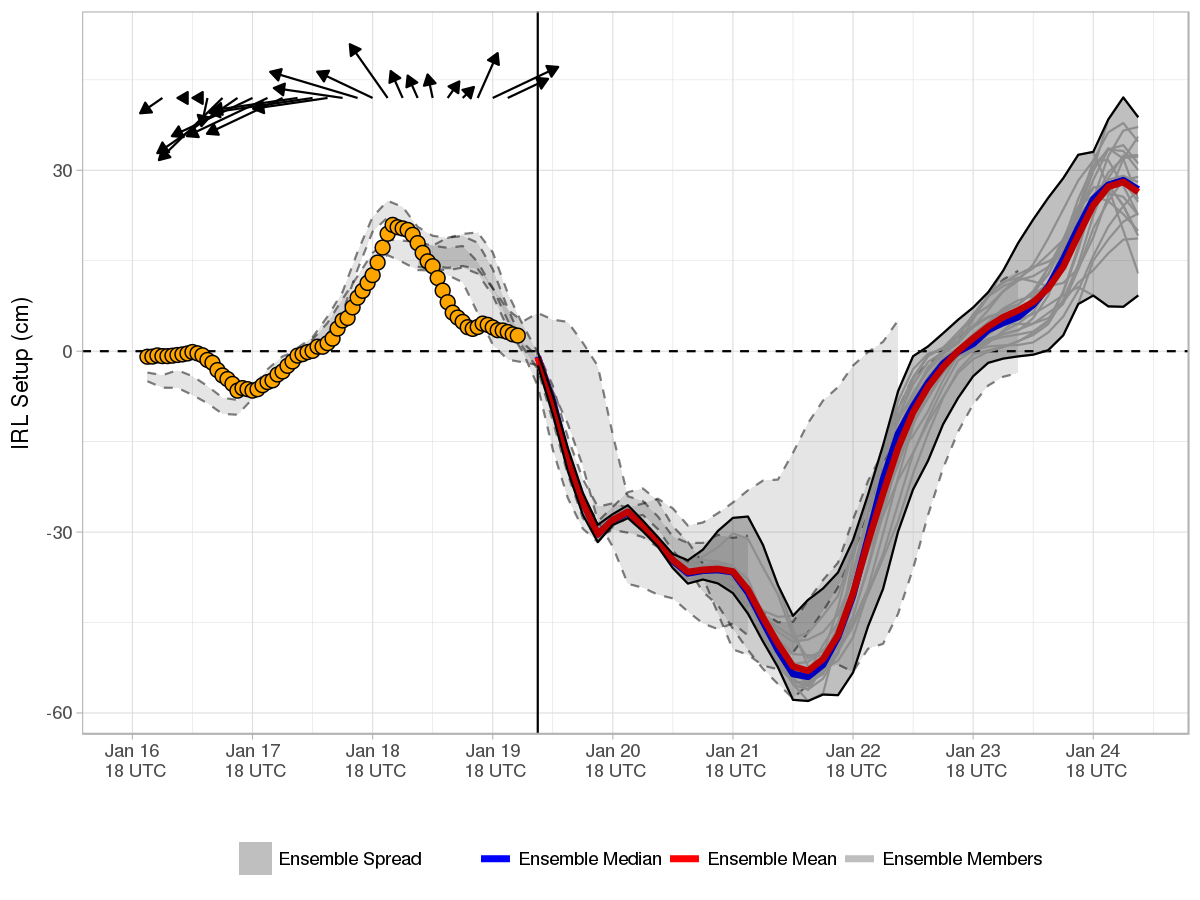 IRL Setup (cm)
30
0
-30
-60
Jan 16 Jan 17 Jan 18 Jan 19 Jan 20 Jan 21 Jan 22 Jan 23 Jan 24
18 UTC 18 UTC 18 UTC 18 UTC 18 UTC 18 UTC 18 UTC 18 UTC 18 UTC
Ensemble Spread Ensemble Median Ensemble Mean Ensemble Members